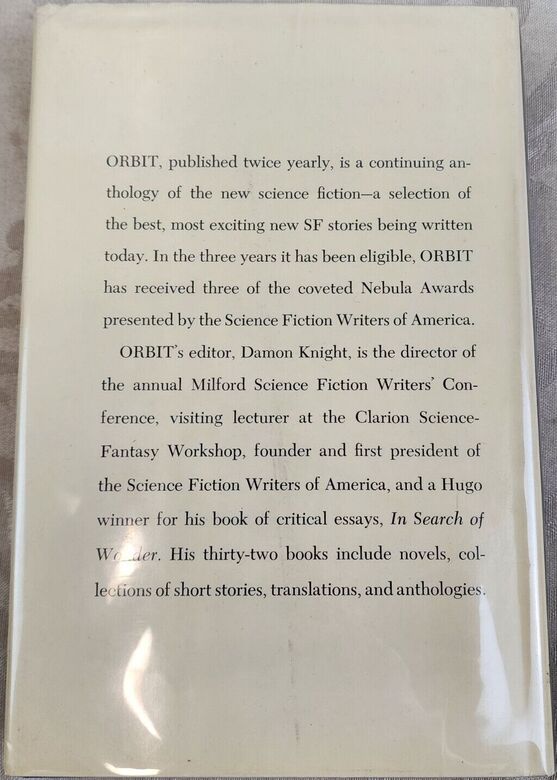 ORBIT, published twice yearly, is a continuing an-
thology of the new science fiction—a selection of
the best, most exciting new SF stories being written
today. In the three years it has been eligible, ORBIT
has received three of the coveted Nebula Awards
presented by the Science Fiction Writers of America.
ORBIT's editor, Damon Knight, is the director of
the annual Milford Science Fiction Writers' Con-
ference, visiting lecturer at the Clarion Science-
Fantasy Workshop, founder and first president of
the Science Fiction Writers of America, and a Hugo
winner for his book of critical essays, In Search of
Wonder. His thirty-two books include novels, col-
lections of short stories, translations, and anthologies.